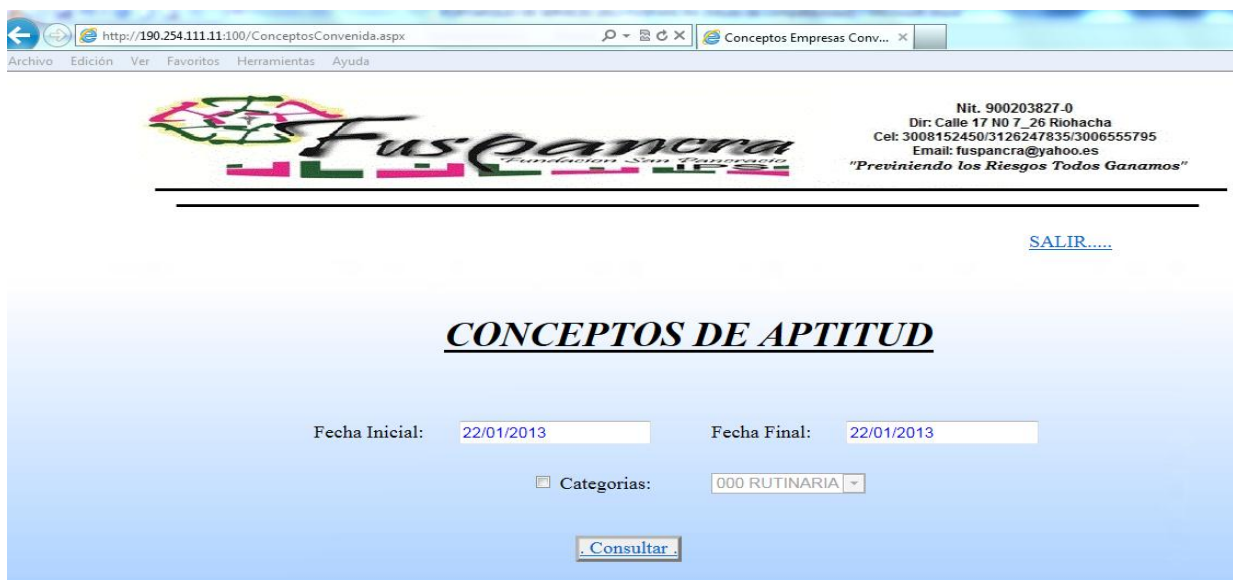 http://190.254.111.11:100/ConceptosConvenida.aspx
Conceptos Empresas Conv...
Archivo Edición Ver Favoritos Herramientas Ayuda
Fuspancra
Fundacion San Pancracio
IPS
Nit. 900203827-0
Dir: Calle 17 N0 7_26 Riohacha
Cel: 3008152450/3126247835/3006555795
Email: fuspancra@yahoo.es
"Previniendo los Riesgos Todos Ganamos"
SALIR.....
CONCEPTOS DE APTITUD
Fecha Inicial: 22/01/2013 Fecha Final: 22/01/2013
Categorias: 000 RUTINARIA
. Consultar .